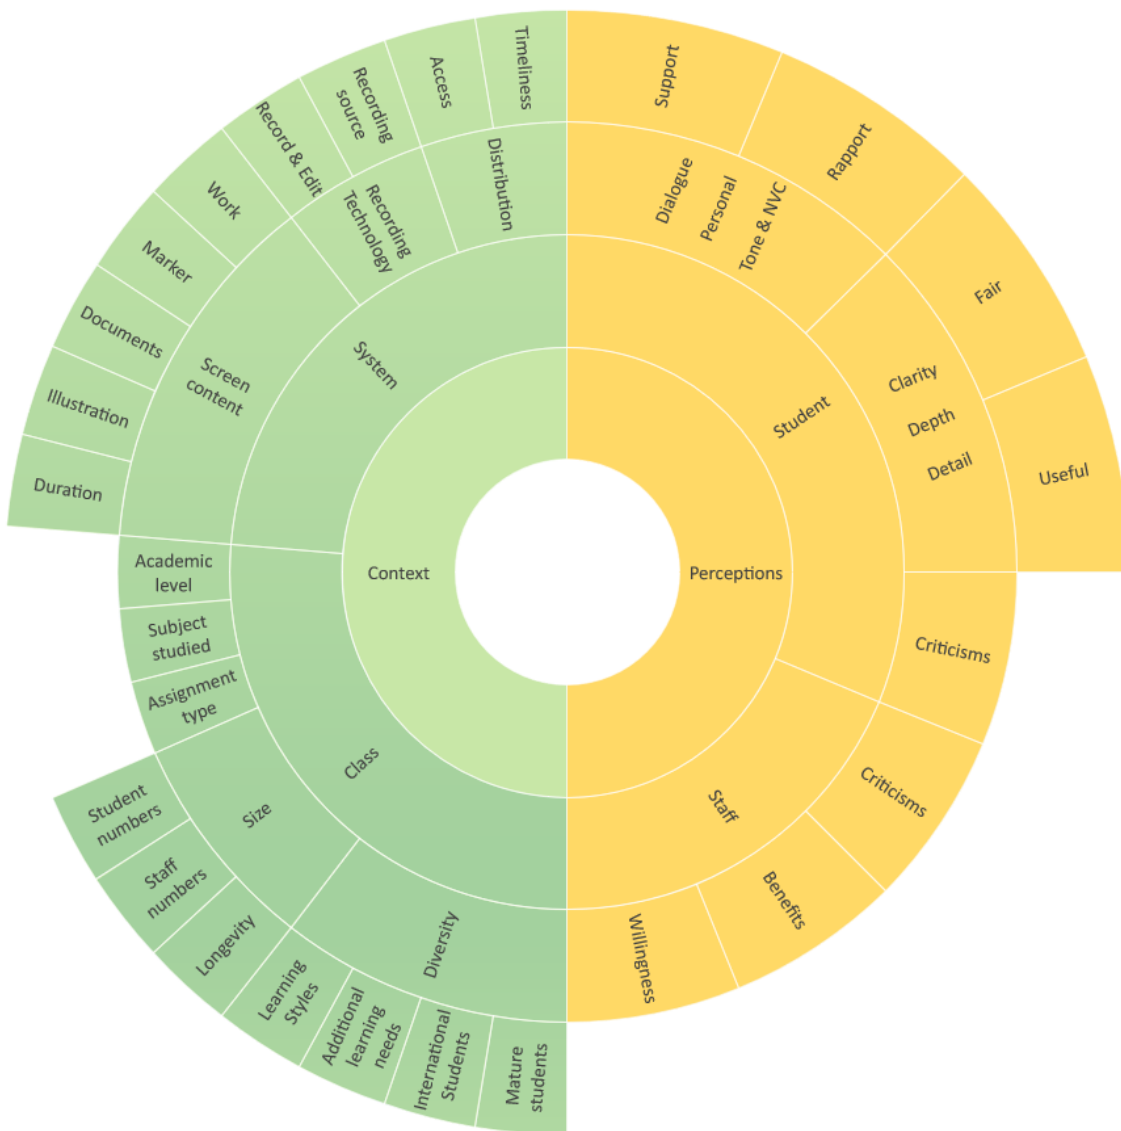 Timeliness
Access
Recording
source
Record & Edit
Work
Marker
Documents
Illustration
Duration
Distribution
Recording
Technology
Screen
content
System
Support
Rapport
Fair
Useful
Dialogue
Personal
Tone & NVC
Clarity
Depth
Detail
Student
Context
Perceptions
Academic
level
Subject
studied
Assignment
type
Class
Size
Diversity
Student
numbers
Staff
numbers
Longevity
Learning
Styles
Additional
learning
needs
International
Students
Mature
students
Criticisms
Staff
Criticisms
Benefits
Willingness